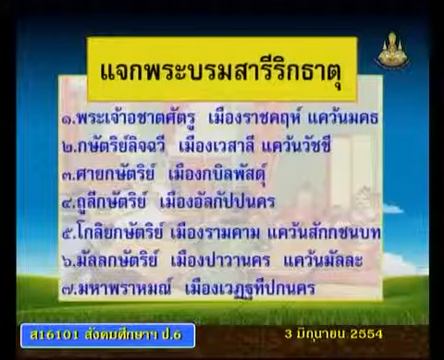 แจกพระบรมสารีริกธาตุ
๑.พระเจ้าอชาตศัตรู เมืองราชคฤห์ แคว้นมคธ
๒.กษัตริย์ลิจฉวี เมืองเวสาลี แคว้นวัชชี
๓.ศายกษัตริย์ เมืองกบิลพัสดุ์
๔.ถูลีกษัตริย์ เมืองอัลกัปปนคร
๕.โกลิยกษัตริย์ เมืองรามคาม แคว้นสักกชนบท
๖.มัลลกษัตริย์ เมืองปาวานคร แคว้นมัลละ
๗.มหาพราหมณ์ เมืองเวฏฐทีปกนคร
ส16101 สังคมศึกษาฯ ป.6
3 มิถุนายน 2554